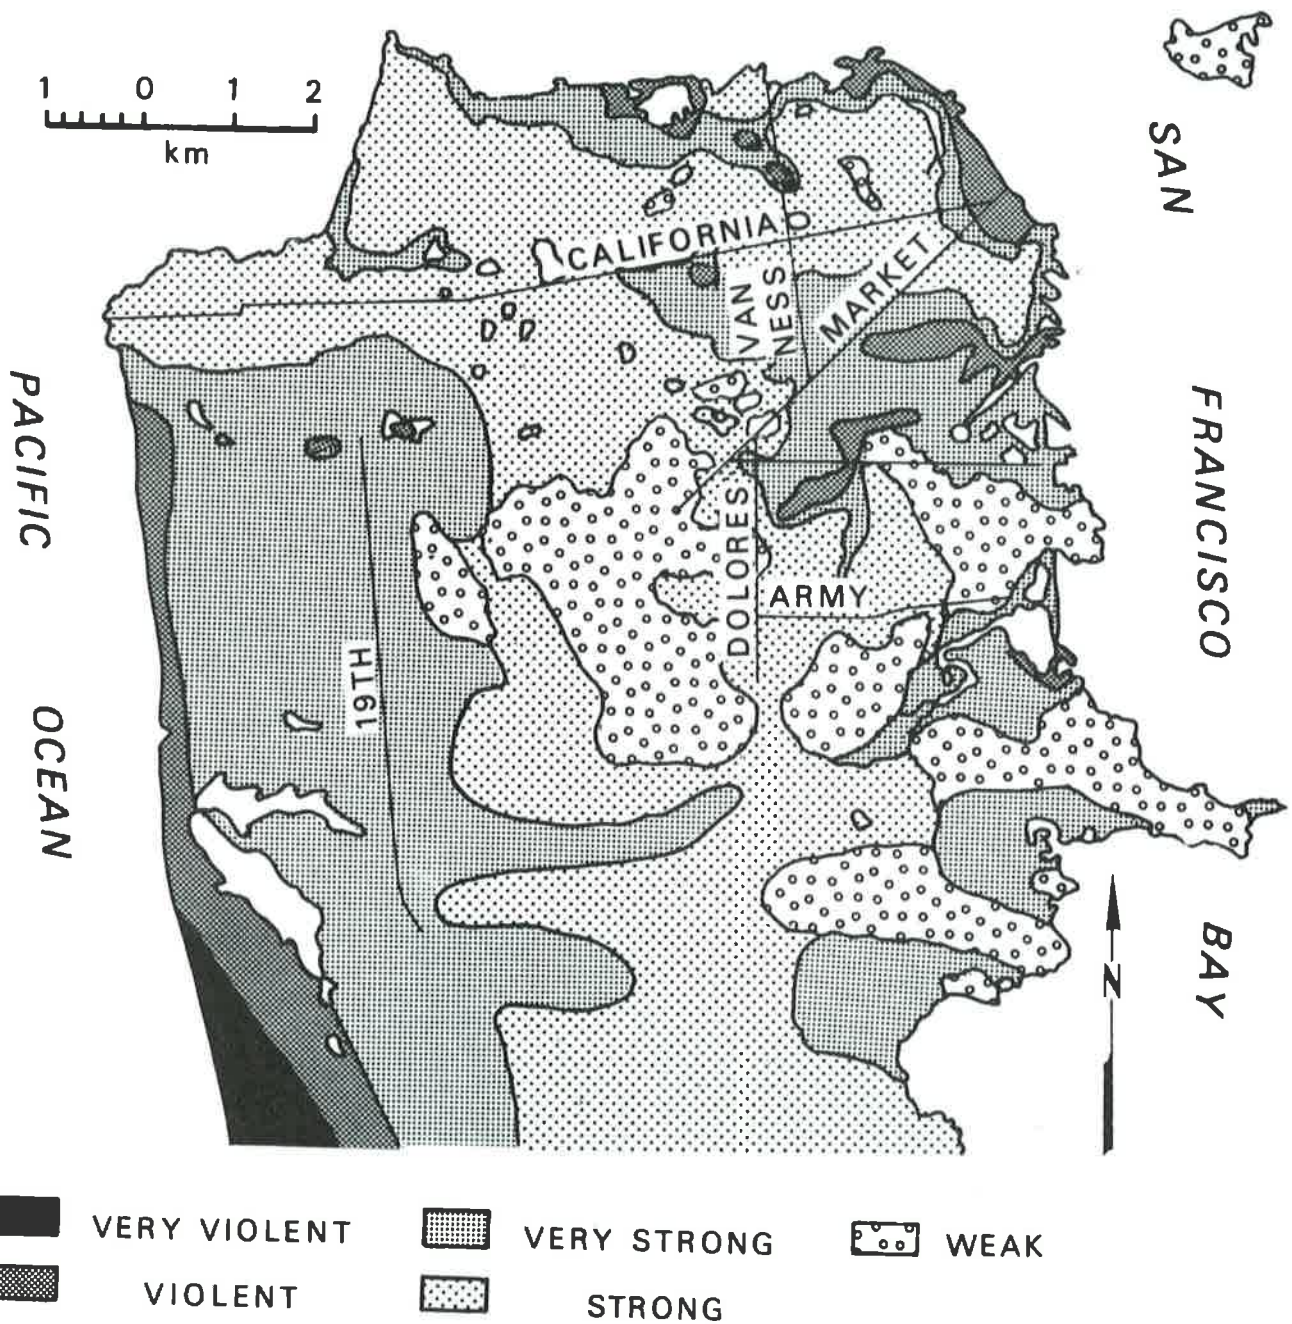 1 0 1 2
km
SAN
FRANCISCO
BAY
PACIFIC
OCEAN
CALIFORNIA
VAN
NESS
MARKET
DOLORES
ARMY
19TH
N
VERY VIOLENT
VERY STRONG
WEAK
VIOLENT
STRONG